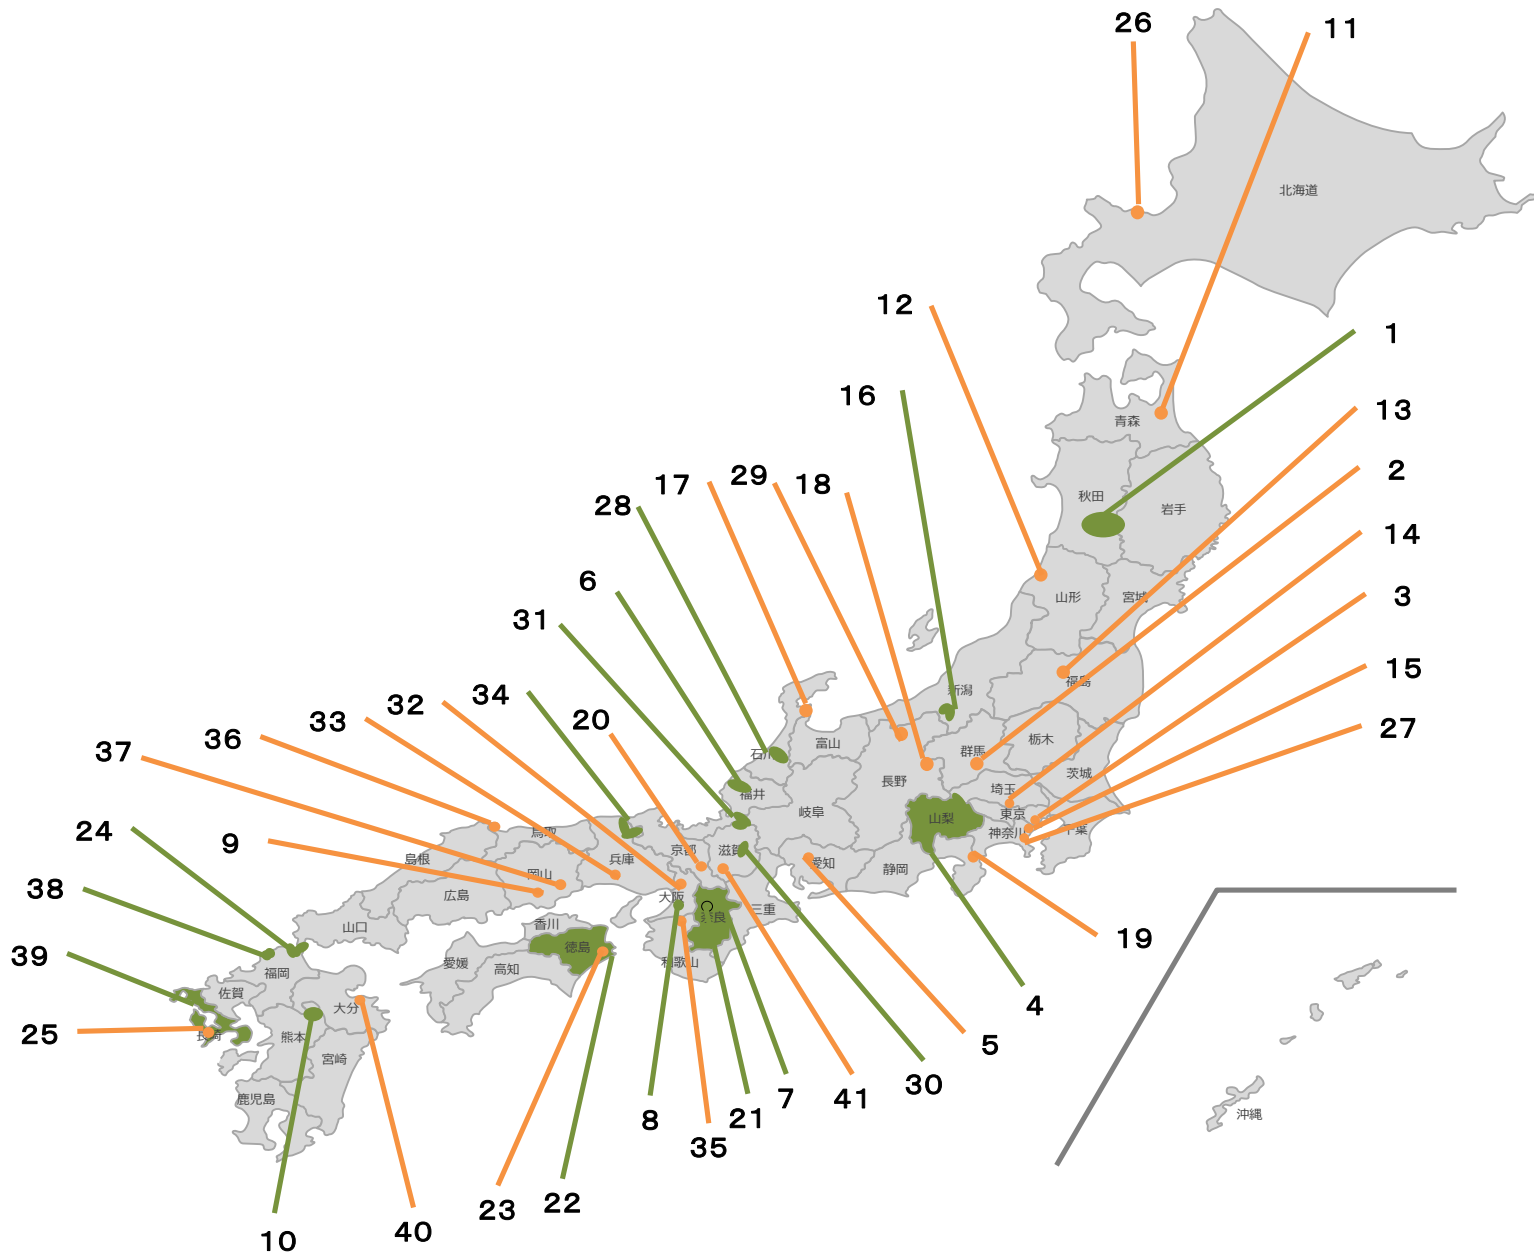 26
11
北海道
12
1
16
13
青森
2
29
17
18
秋田
28
岩手
14
6
山形
宮城
3
31
15
福島
34
新潟
32
33
20
27
36
富山
栃木
37
石川
群馬
茨城
長野
埼玉
福井
岐阜
山梨
東京
24
鳥取
神奈川
千葉
9
京都
滋賀
島根
兵庫
愛知
静岡
岡山
38
広島
大阪
三重
奈良
山口
香川
19
徳島
39
和歌山
愛媛
高知
福岡
佐賀
4
大分
25
長崎
熊本
5
宮崎
30
7
41
鹿児島
沖縄
8
21
35
22
23
40
10